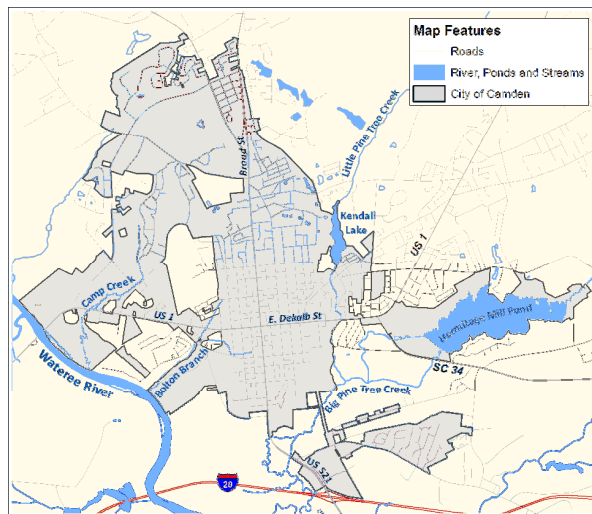 Map Features
Roads
River, Ponds and Streams
City of Camden
Broad St
Little Pine Tree Creek
Kendall
Lake
US 1
Camp Creek
US 1
E. Dekalb St
Hermitage Mill Pond
Wateree River
Belton Branch
SC 34
Big Pine Tree Creek
US 521
20